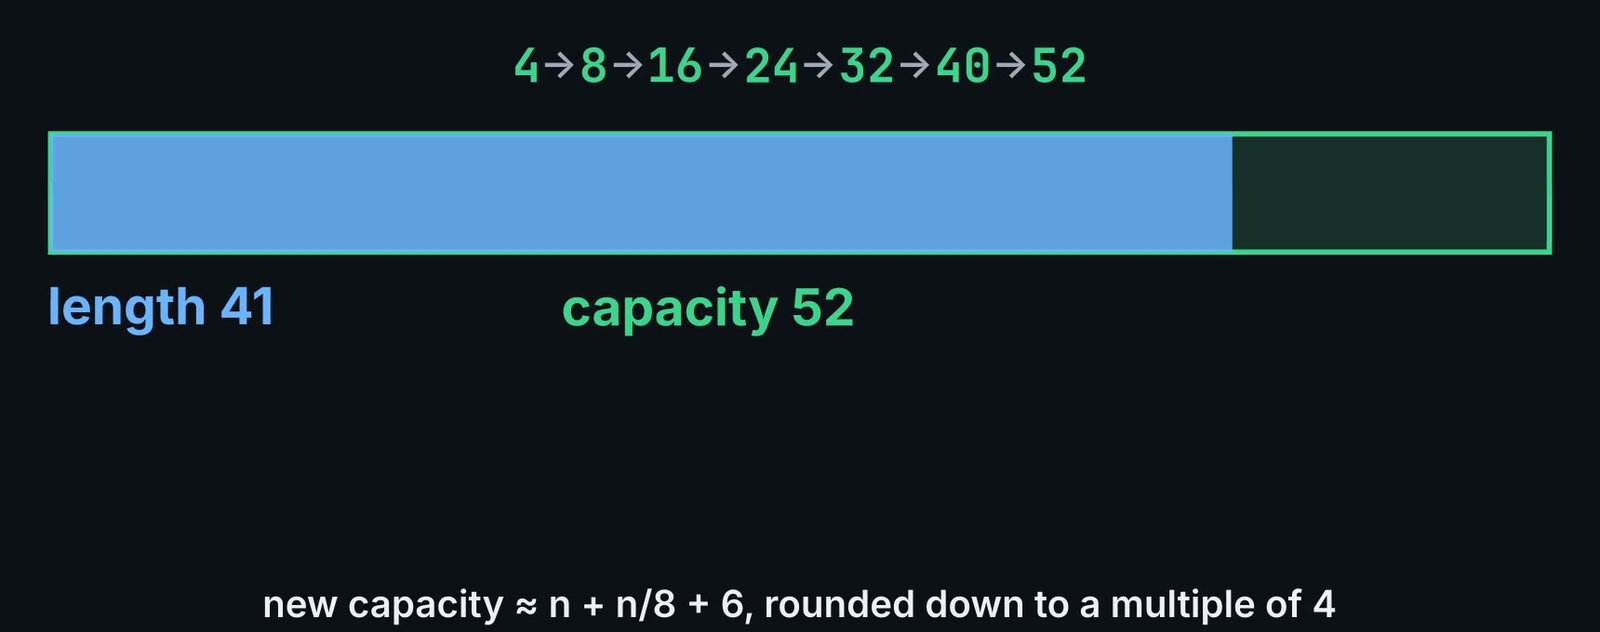 4→8→16→24→32→40→52
length 41
capacity 52
new capacity ≈ n + n/8 + 6, rounded down to a multiple of 4